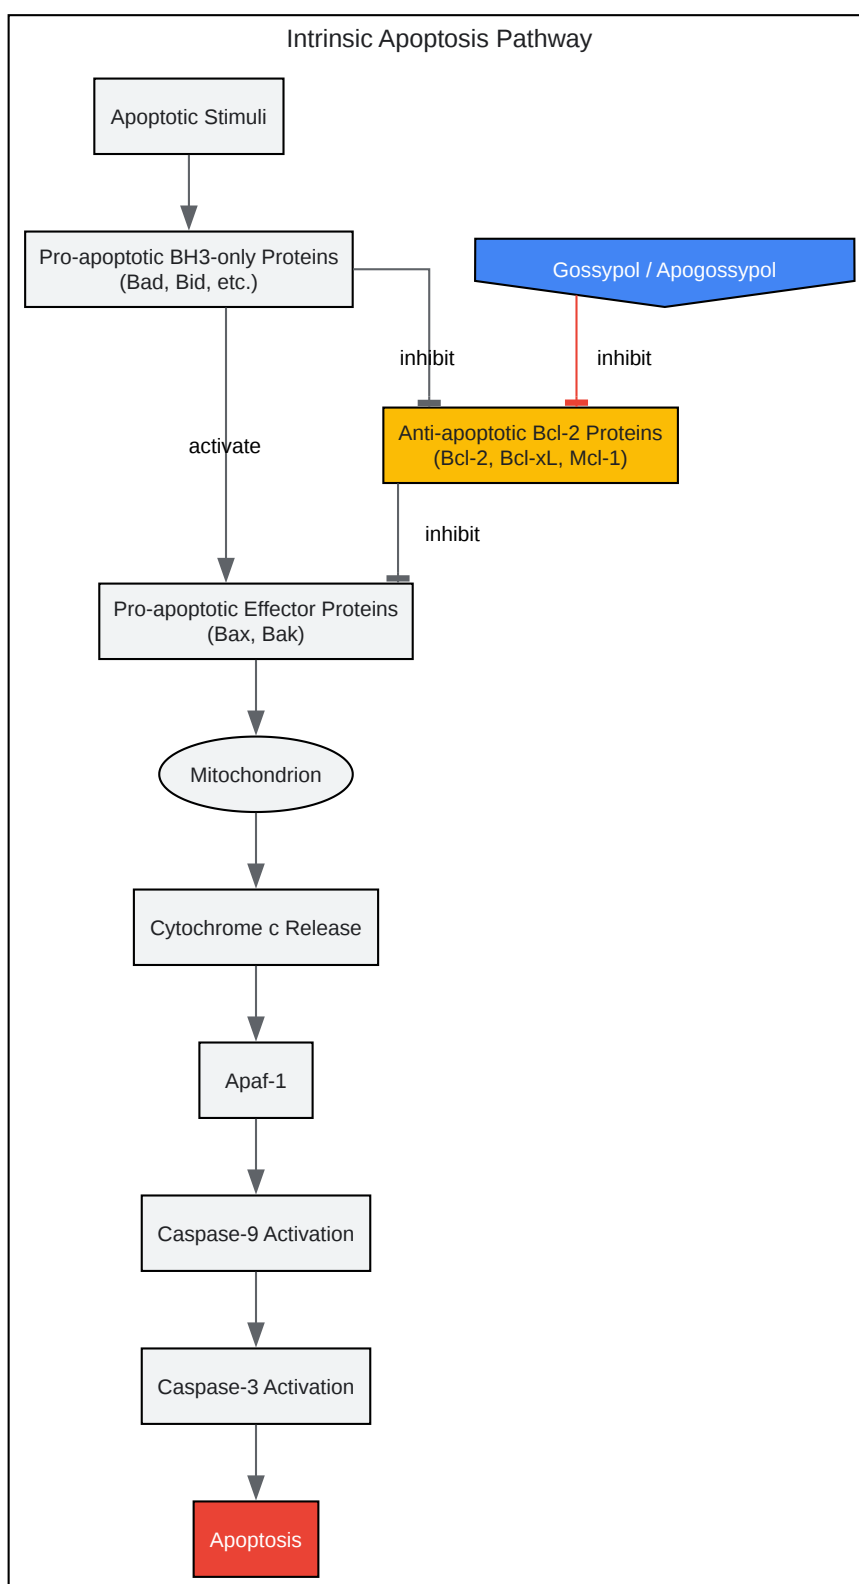 Intrinsic Apoptosis Pathway
Apoptotic Stimuli
Pro-apoptotic BH3-only Proteins
(Bad, Bid, etc.)
Gossypol / Apogossypol
inhibit
inhibit
Anti-apoptotic Bcl-2 Proteins
(Bcl-2, Bcl-xL, Mcl-1)
activate
inhibit
Pro-apoptotic Effector Proteins
(Bax, Bak)
Mitochondrion
Cytochrome c Release
Apaf-1
Caspase-9 Activation
Caspase-3 Activation
Apoptosis